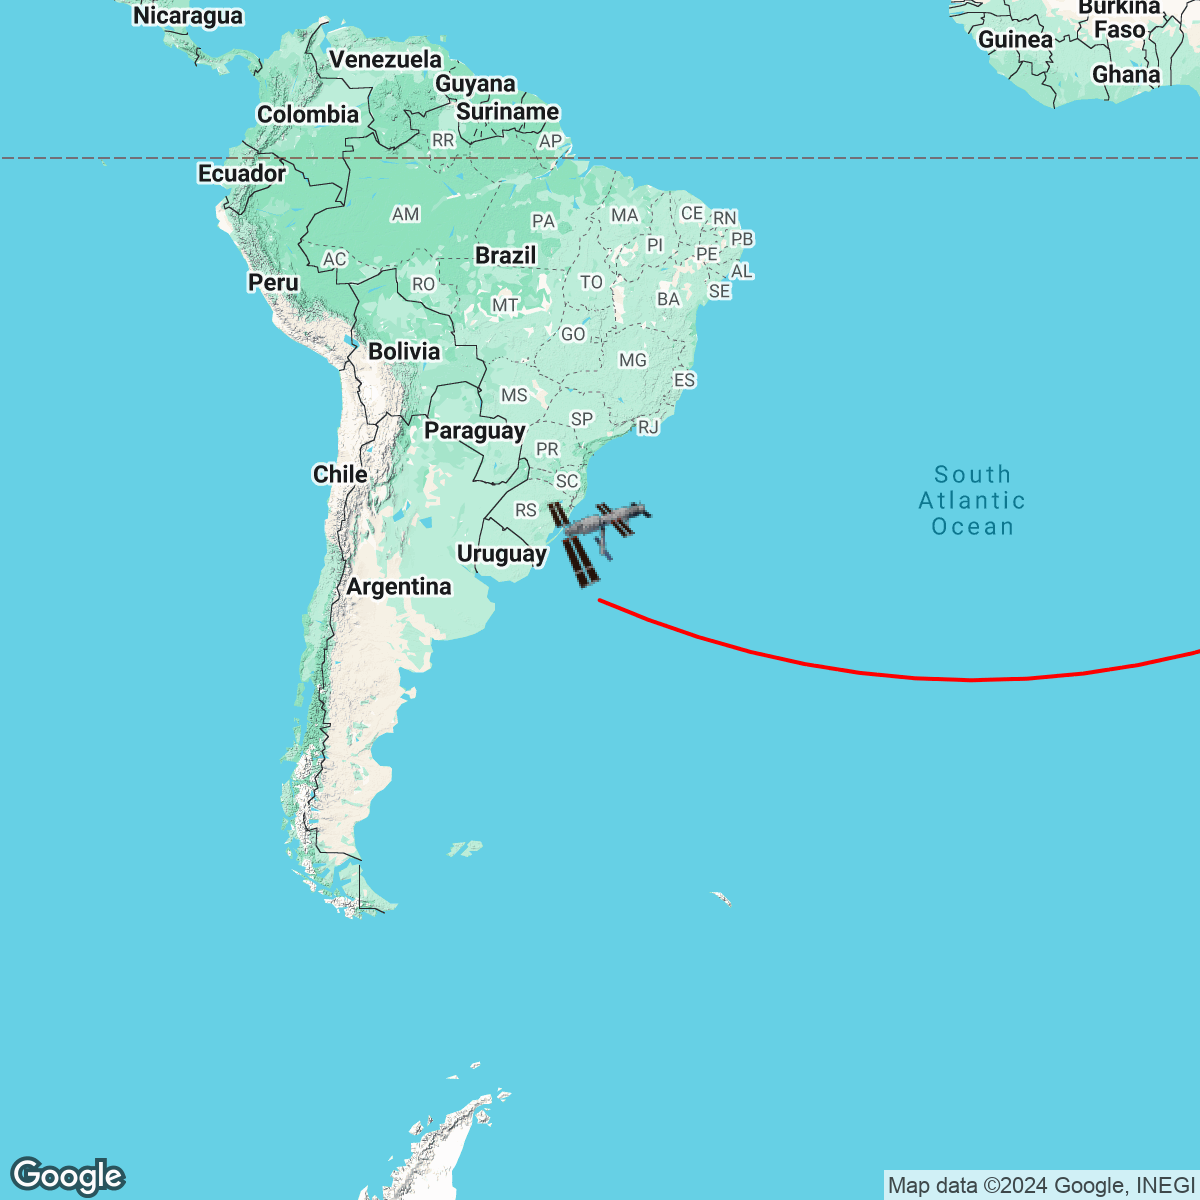 Nicaragua
Burkina
Faso
Guinea
Venezuela
Ghana
Guyana
Colombia
Suriname
RR
AP
Ecuador
AM
PA
MA
CE
RN
PB
PI
PE
AC
Brazil
AL
Peru
RO
TO
SE
MT
BA
GO
Bolivia
MG
ES
MS
SP
Paraguay
RJ
PR
Chile
SC
South
Atlantic
Ocean
RS
Uruguay
Argentina
Google
Map data ©2024 Google, INEGI